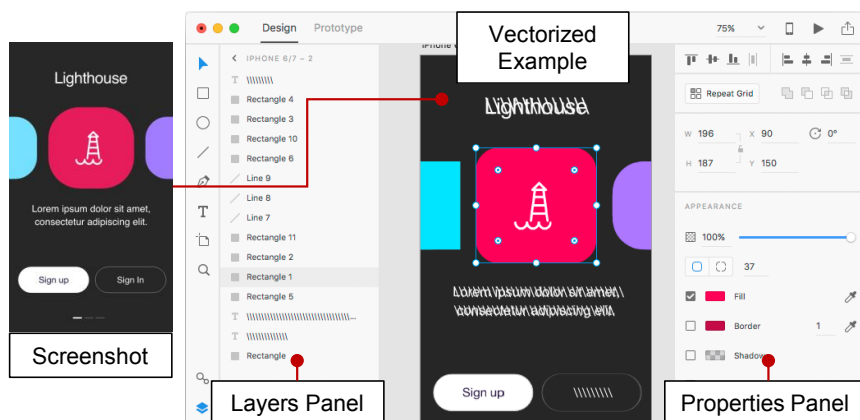 Lighthouse
Lorem ipsum dolor sit amet,
consectetur adipiscing elit.
Sign up
Sign In
Screenshot
Design
Prototype
75%
IPHONE 6/7 – 2
T \\\\\\\\\
Rectangle 4
Rectangle 3
Rectangle 10
Rectangle 6
Line 9
Line 8
Line 7
Rectangle 11
Rectangle 2
Rectangle 1
Rectangle 5
Rectangle
Layers Panel
Vectorized
Example
Lighthouse
Lorem ipsum dolor sit amet,
consectetur adipiscing elit.
Sign up
\\\\\\\\\
Repeat Grid
W 196
X 90
0°
H 187
Y 150
APPEARANCE
100%
37
Fill
Border
1
Shadow
Properties Panel